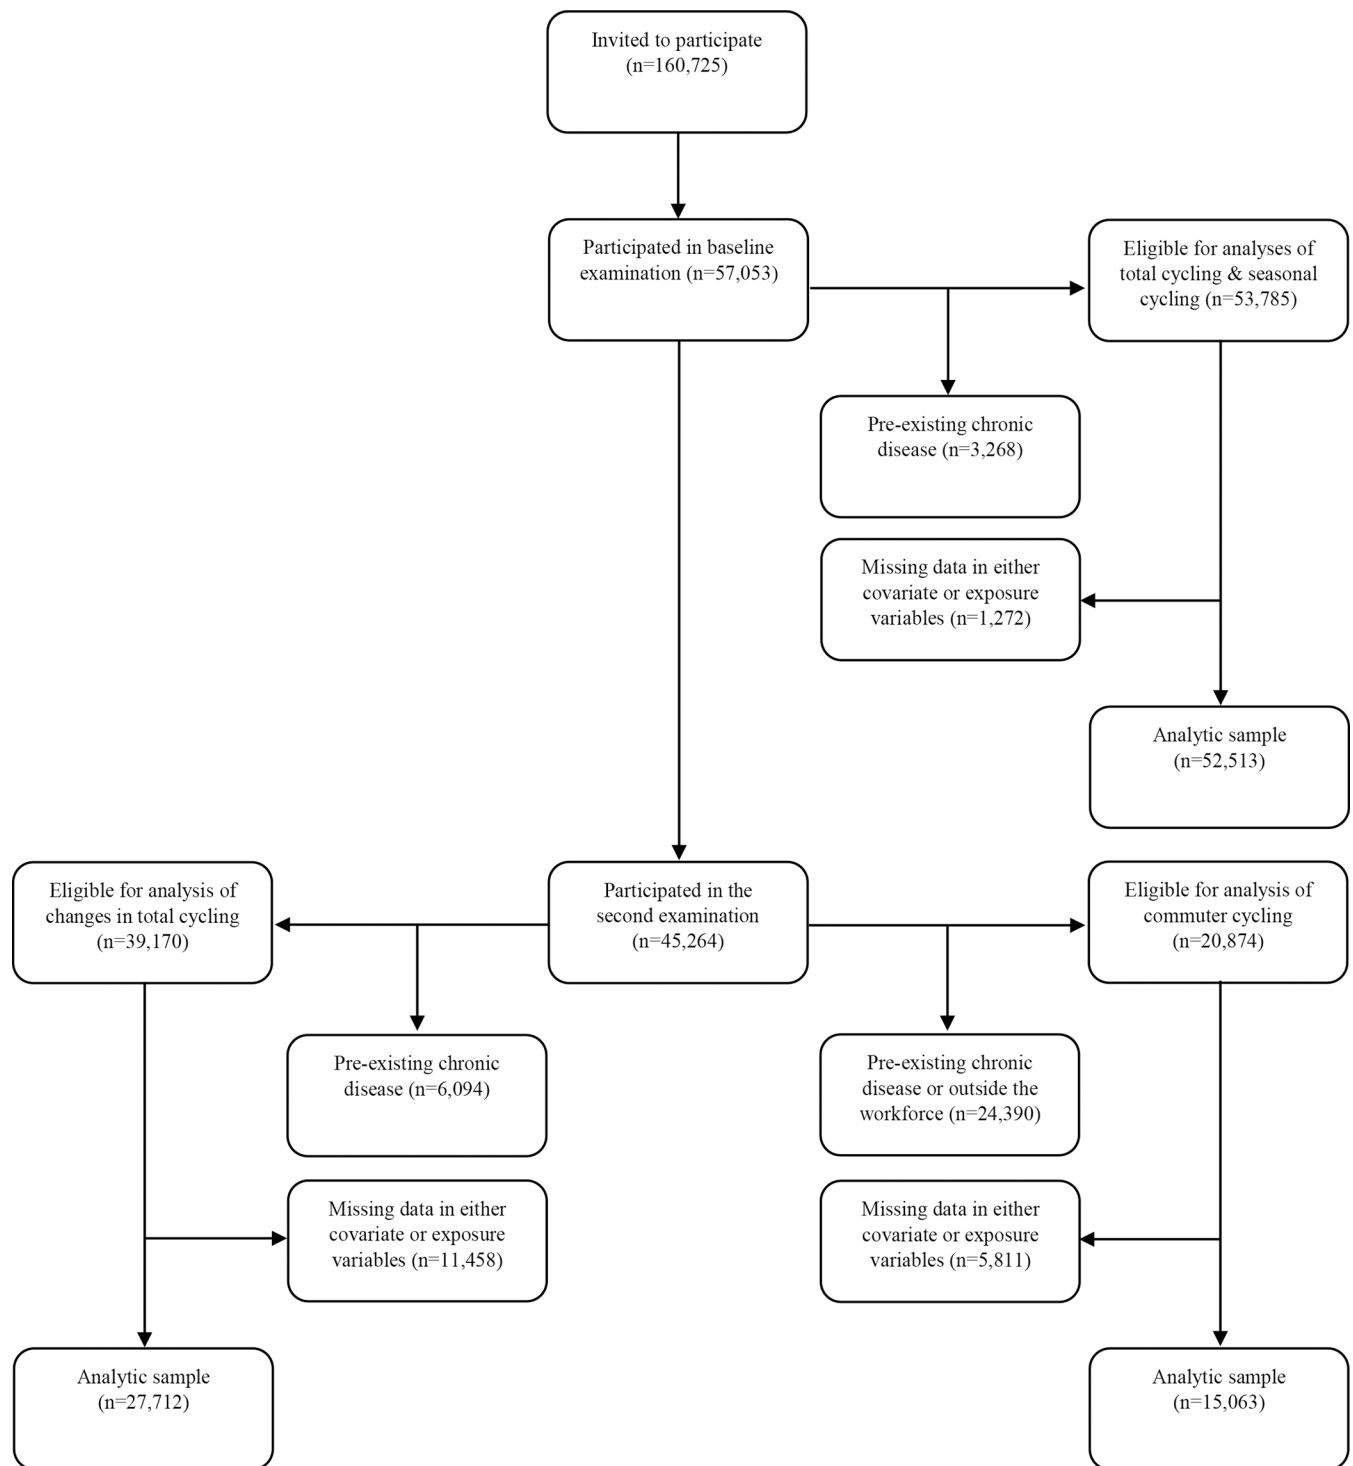 Invited to participate
(n=160,725)
Participated in baseline
examination (n=57,053)
Eligible for analyses of
total cycling & seasonal
cycling (n=53,785)
Pre-existing chronic
disease (n=3,268)
Missing data in either
covariate or exposure
variables (n=1,272)
Analytic sample
(n=52,513)
Eligible for analysis of
changes in total cycling
(n=39,170)
Participated in the
second examination
(n=45,264)
Eligible for analysis of
commuter cycling
(n=20,874)
Pre-existing chronic
disease (n=6,094)
Pre-existing chronic
disease or outside the
workforce (n=24,390)
Missing data in either
covariate or exposure
variables (n=11,458)
Missing data in either
covariate or exposure
variables (n=5,811)
Analytic sample
(n=27,712)
Analytic sample
(n=15,063)